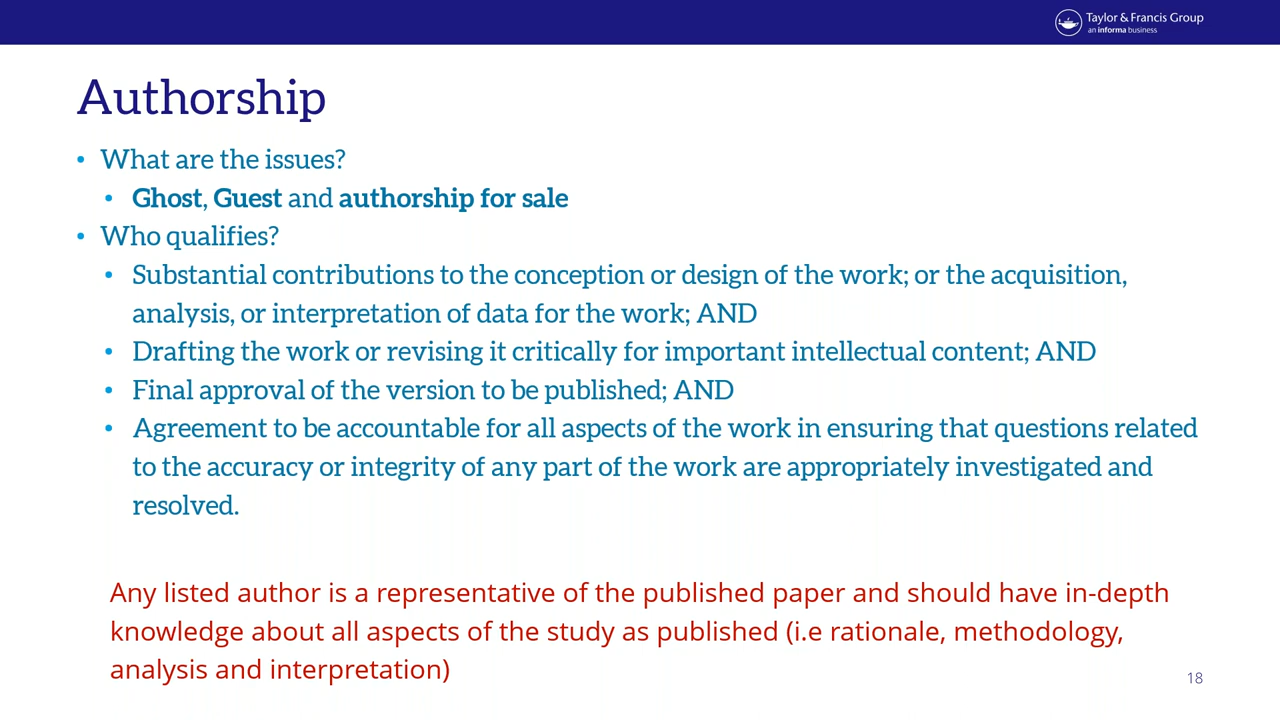 Taylor & Francis Group
an informa business
Authorship
• What are the issues?
• Ghost, Guest and authorship for sale
• Who qualifies?
• Substantial contributions to the conception or design of the work; or the acquisition,
analysis, or interpretation of data for the work; AND
• Drafting the work or revising it critically for important intellectual content; AND
• Final approval of the version to be published; AND
• Agreement to be accountable for all aspects of the work in ensuring that questions related
to the accuracy or integrity of any part of the work are appropriately investigated and
resolved.
Any listed author is a representative of the published paper and should have in-depth
knowledge about all aspects of the study as published (i.e rationale, methodology,
analysis and interpretation)
18